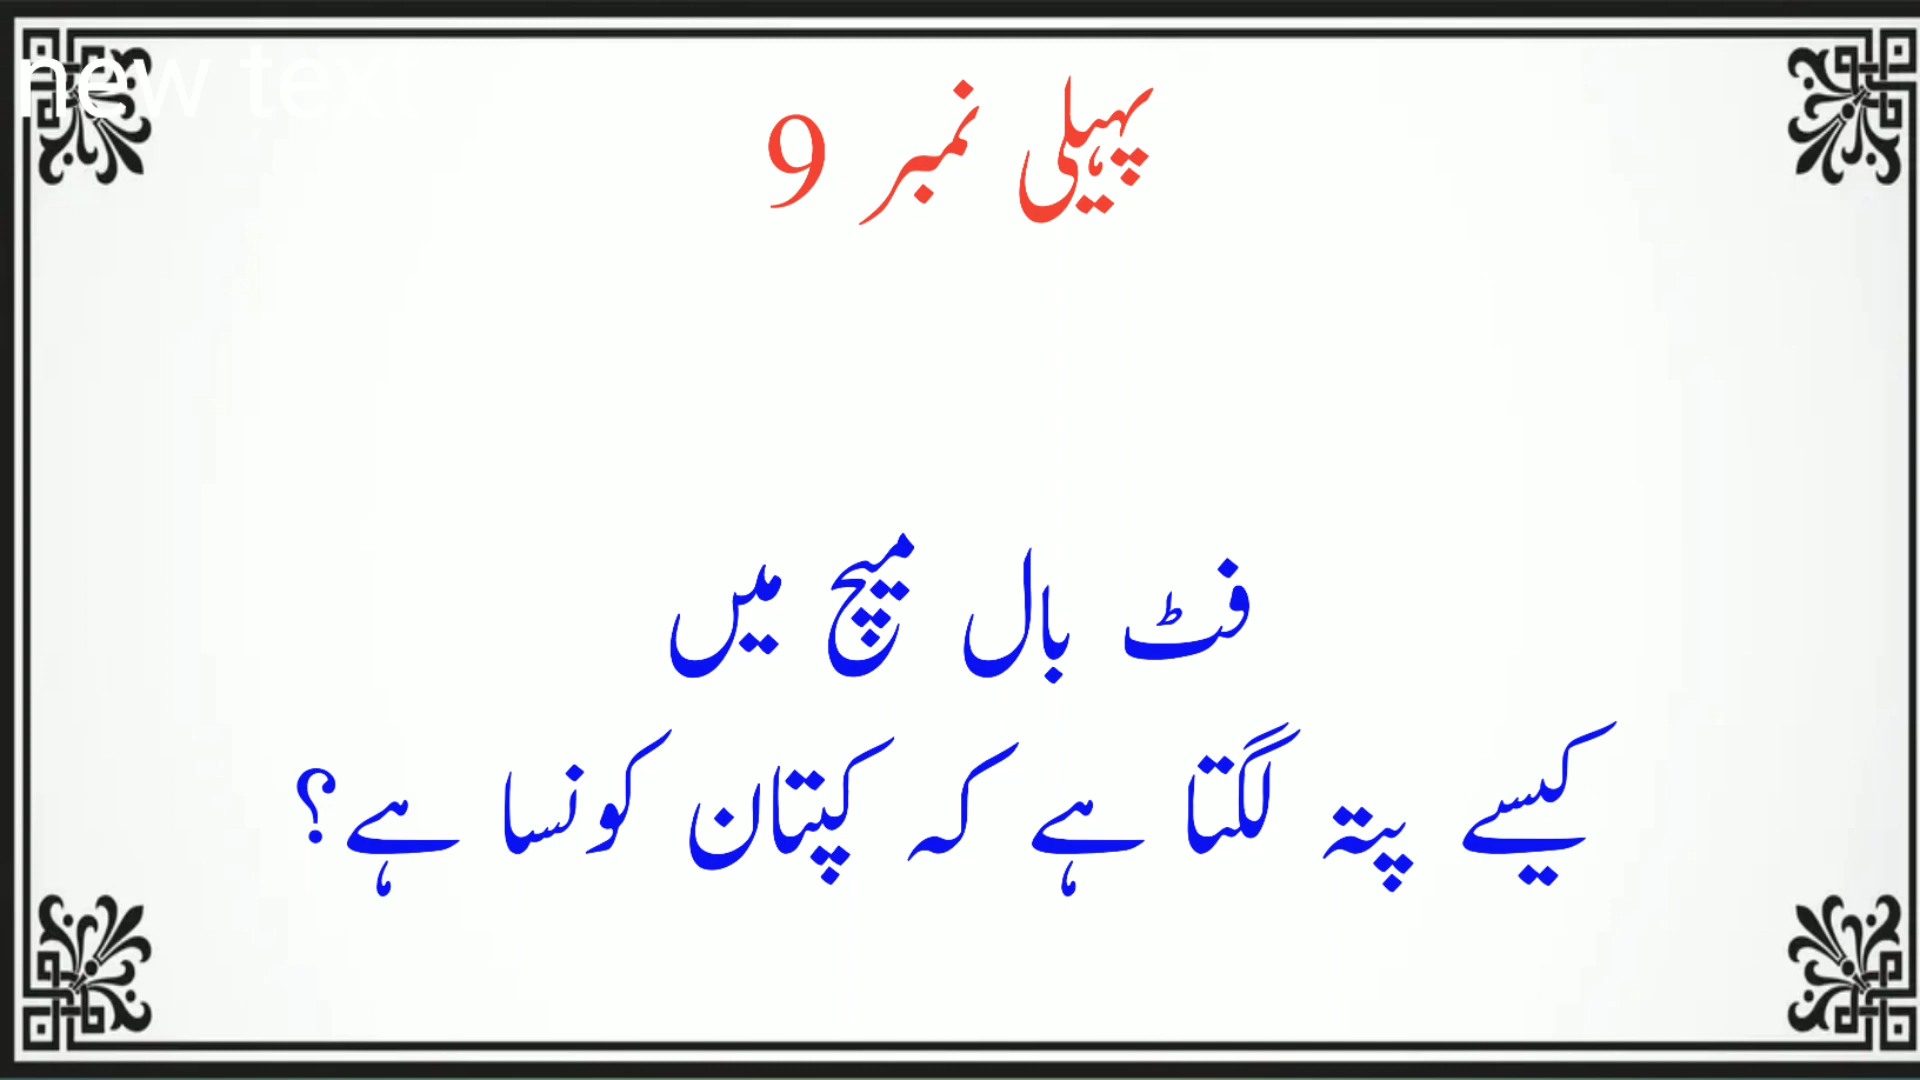 new text
پہیلی نمبر 9
فٹ بال میچ میں
کیسے پتہ لگتا ہے کہ کپتان کونسا ہے؟